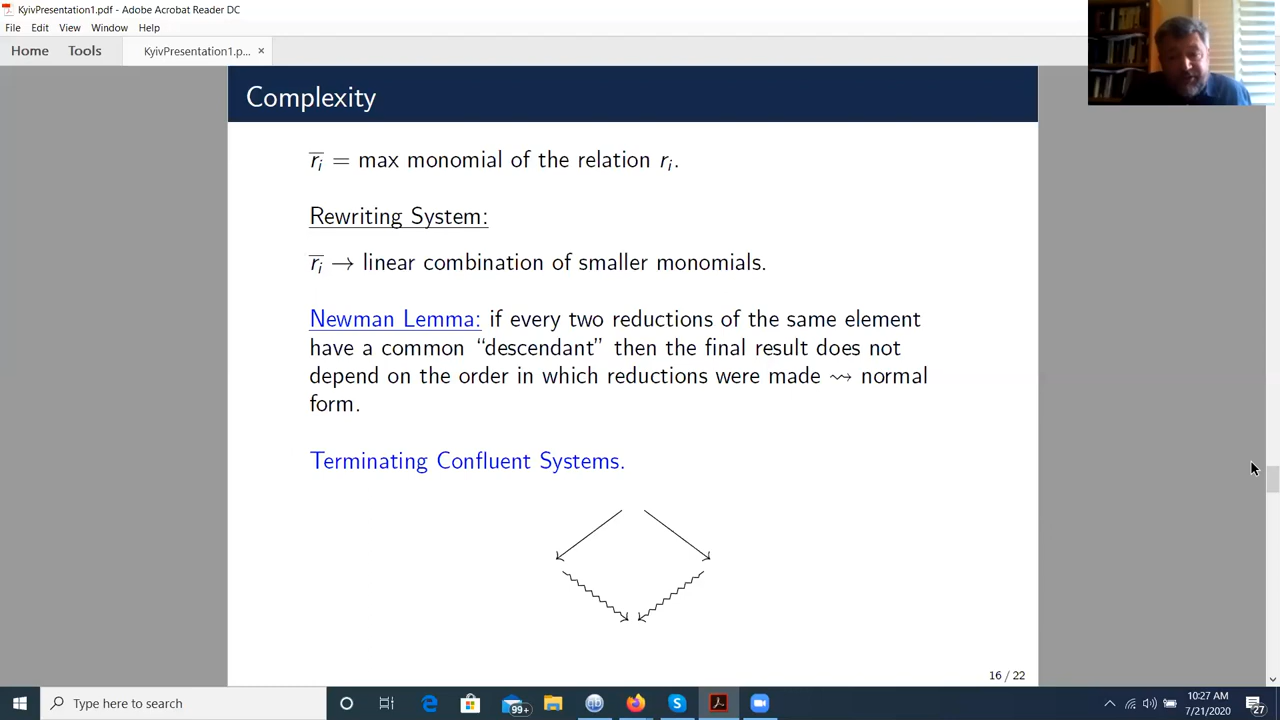 KyivPresentation1.pdf - Adobe Acrobat Reader DC
File Edit View Window Help
Home Tools KyivPresentation1.p... ×
Complexity
r̅ᵢ = max monomial of the relation rᵢ.
Rewriting System:
r̅ᵢ → linear combination of smaller monomials.
Newman Lemma: if every two reductions of the same element
have a common “descendant” then the final result does not
depend on the order in which reductions were made ⇝ normal
form.
Terminating Confluent Systems.
16 / 22
Type here to search
99+
10:27 AM
7/21/2020
27